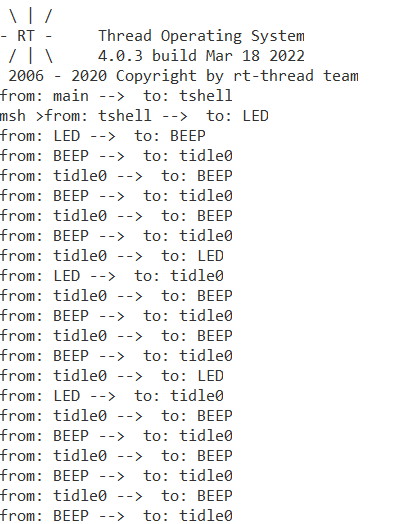 \ | /
- RT -     Thread Operating System
 / | \     4.0.3 build Mar 18 2022
 2006 - 2020 Copyright by rt-thread team
from: main -->  to: tshell
msh >from: tshell -->  to: LED
from: LED -->  to: BEEP
from: BEEP -->  to: tidle0
from: tidle0 -->  to: BEEP
from: BEEP -->  to: tidle0
from: tidle0 -->  to: BEEP
from: BEEP -->  to: tidle0
from: tidle0 -->  to: LED
from: LED -->  to: tidle0
from: tidle0 -->  to: BEEP
from: BEEP -->  to: tidle0
from: tidle0 -->  to: BEEP
from: BEEP -->  to: tidle0
from: tidle0 -->  to: LED
from: LED -->  to: tidle0
from: tidle0 -->  to: BEEP
from: BEEP -->  to: tidle0
from: tidle0 -->  to: BEEP
from: BEEP -->  to: tidle0
from: tidle0 -->  to: BEEP
from: BEEP -->  to: tidle0